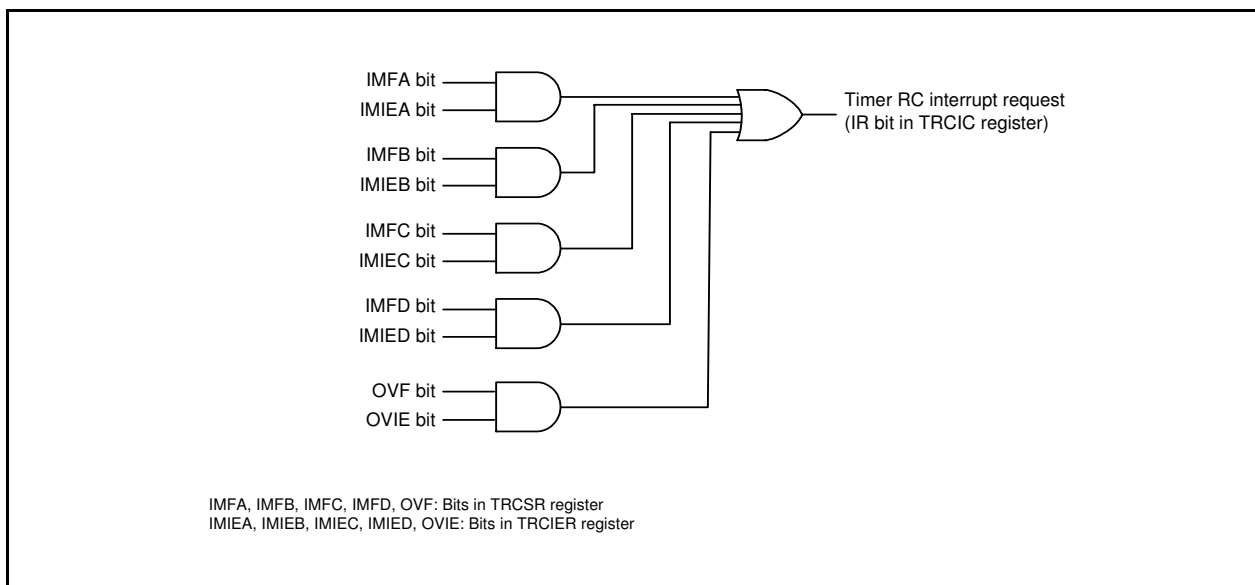 IMFA bit
IMIEA bit
Timer RC interrupt request
(IR bit in TRCIC register)
IMFB bit
IMIEB bit
IMFC bit
IMIEC bit
IMFD bit
IMIED bit
OVF bit
OVIE bit
IMFA, IMFB, IMFC, IMFD, OVF: Bits in TRCSR register
IMIEA, IMIEB, IMIEC, IMIED, OVIE: Bits in TRCIER register